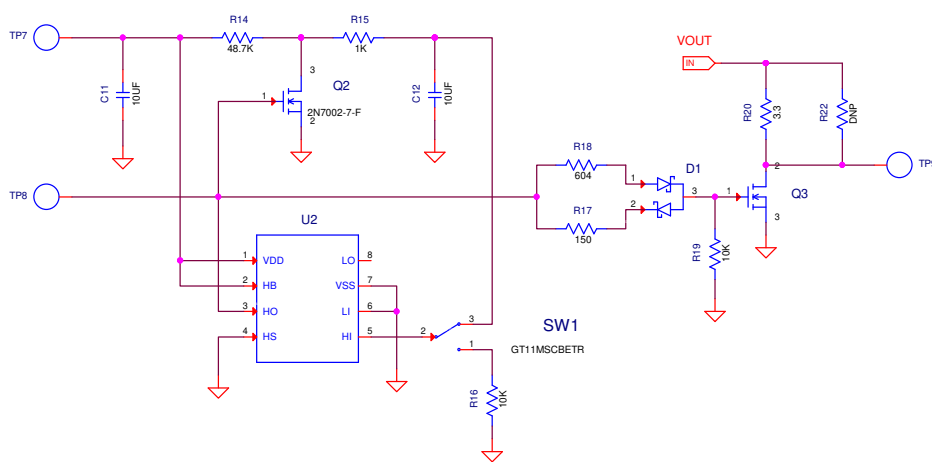 TP7
R14
48.7K
R15
1K
VOUT
IN
C11
10UF
3
Q2
1
2N7002-7-F
2
C12
10UF
R20
3.3
R22
DNP
R18
604
D1
2
TP9
TP8
1
3
1
Q3
R17
2
150
3
U2
R19
10K
1
VDD
LO
8
2
HB
VSS
7
3
HO
LI
6
4
HS
HI
5
2
3
SW1
1
GT11MSCBETR
R16
10K